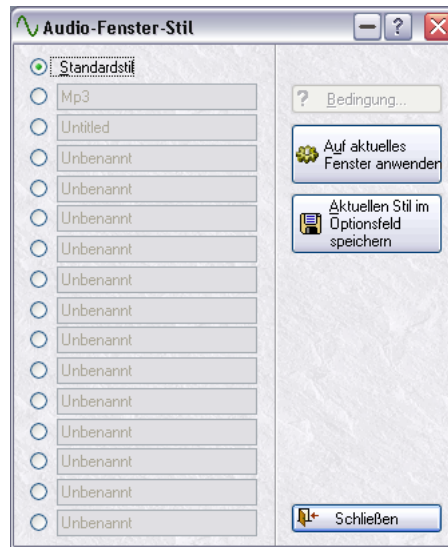 Audio-Fenster-Stil
?
Standardstil
Mp3
Untitled
Unbenannt
Unbenannt
Unbenannt
Unbenannt
Unbenannt
Unbenannt
Unbenannt
Unbenannt
Unbenannt
Unbenannt
Unbenannt
Unbenannt
Unbenannt
? Bedingung...
Auf aktuelles
Fenster anwenden
Aktuellen Stil im
Optionsfeld
speichern
Schließen